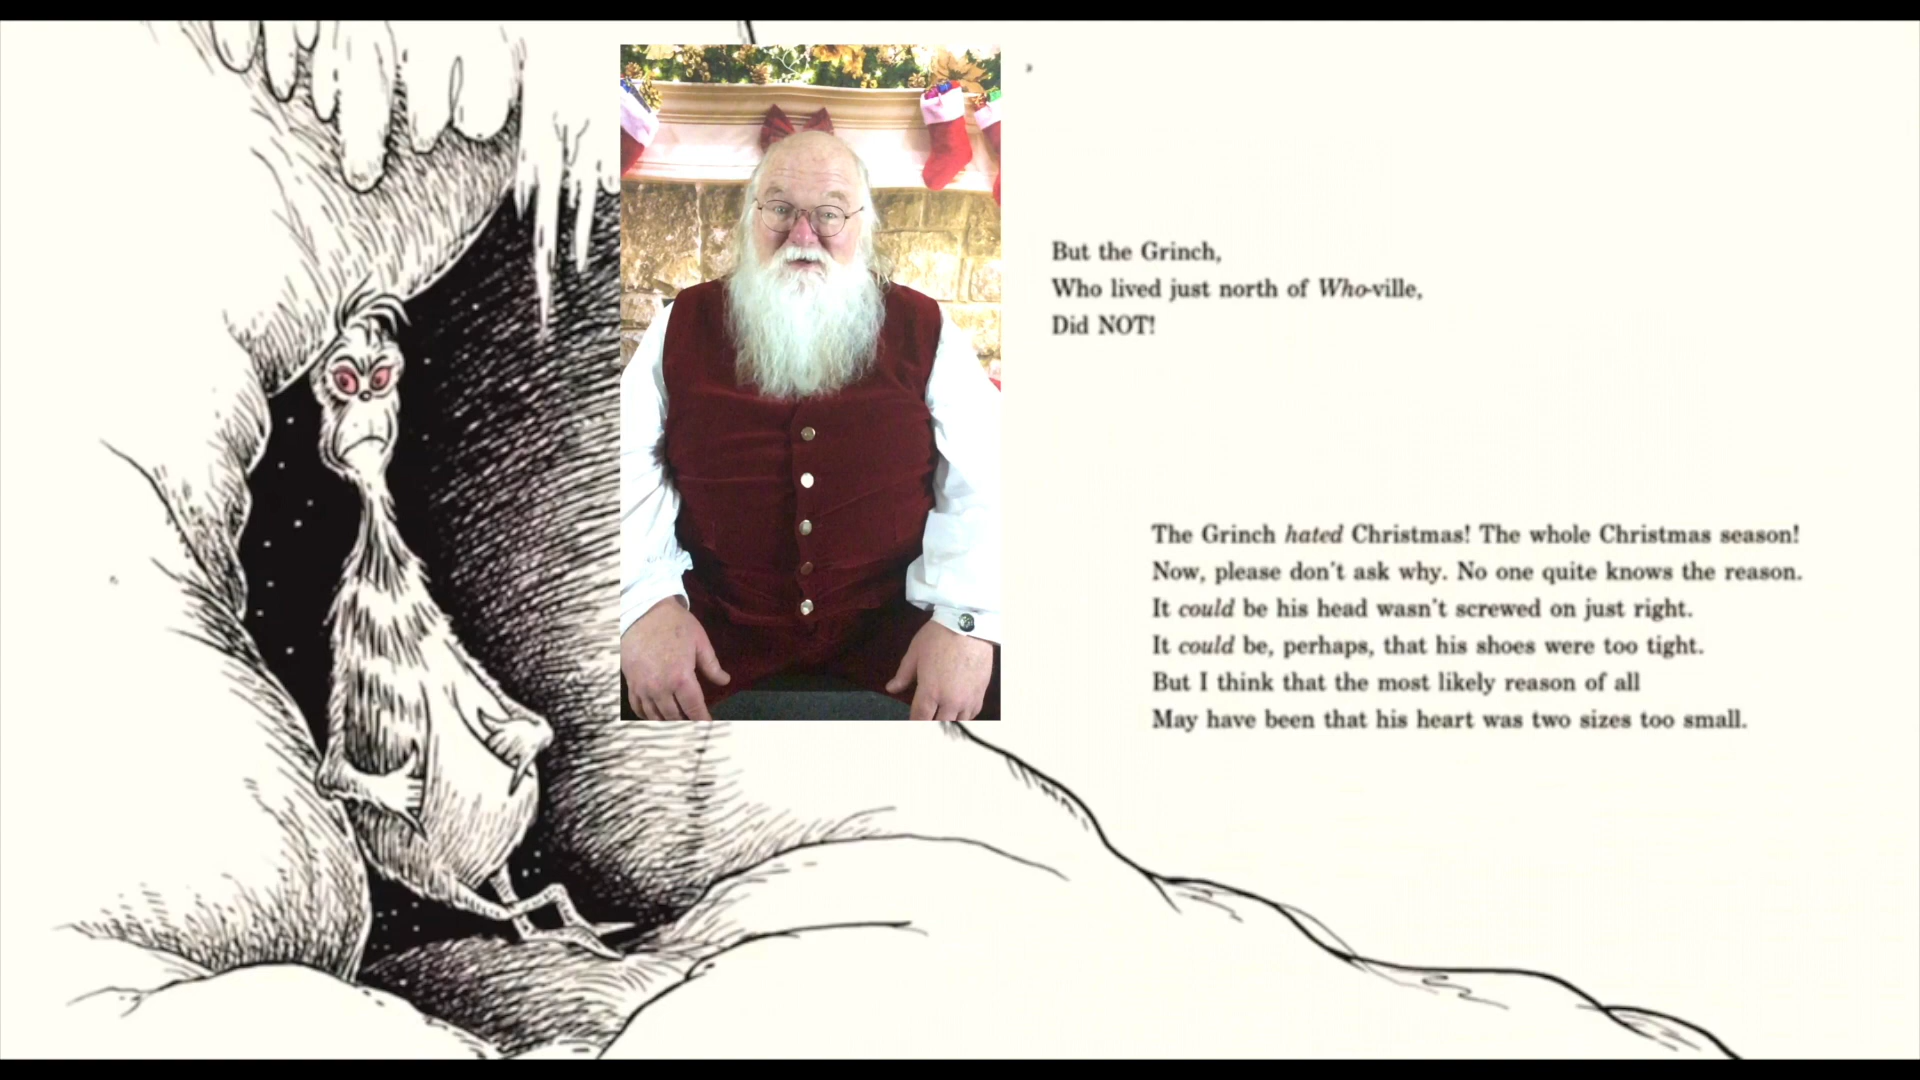 But the Grinch,
Who lived just north of Who-ville,
Did NOT!
The Grinch hated Christmas! The whole Christmas season!
Now, please don't ask why. No one quite knows the reason.
It could be his head wasn't screwed on just right.
It could be, perhaps, that his shoes were too tight.
But I think that the most likely reason of all
May have been that his heart was two sizes too small.